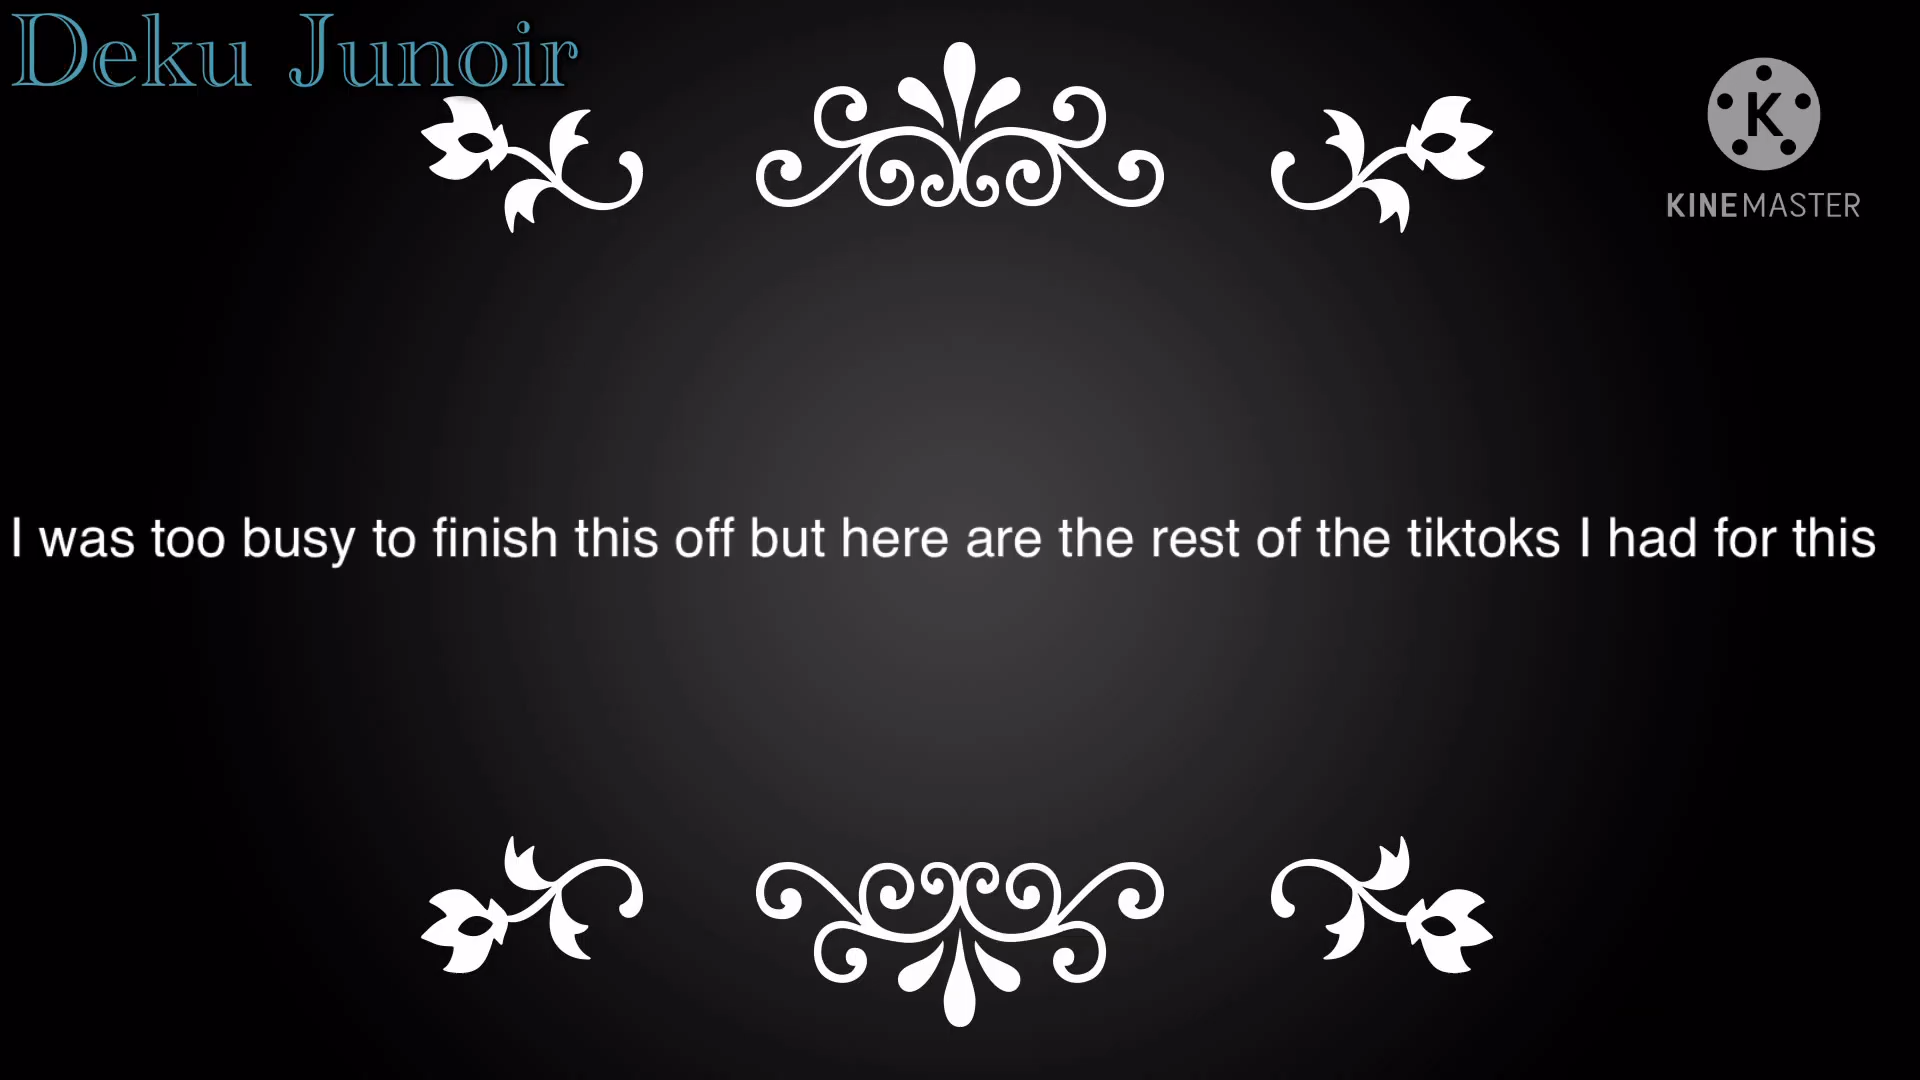 Deku Junoir
K
KINEMASTER
I was too busy to finish this off but here are the rest of the tiktoks I had for this